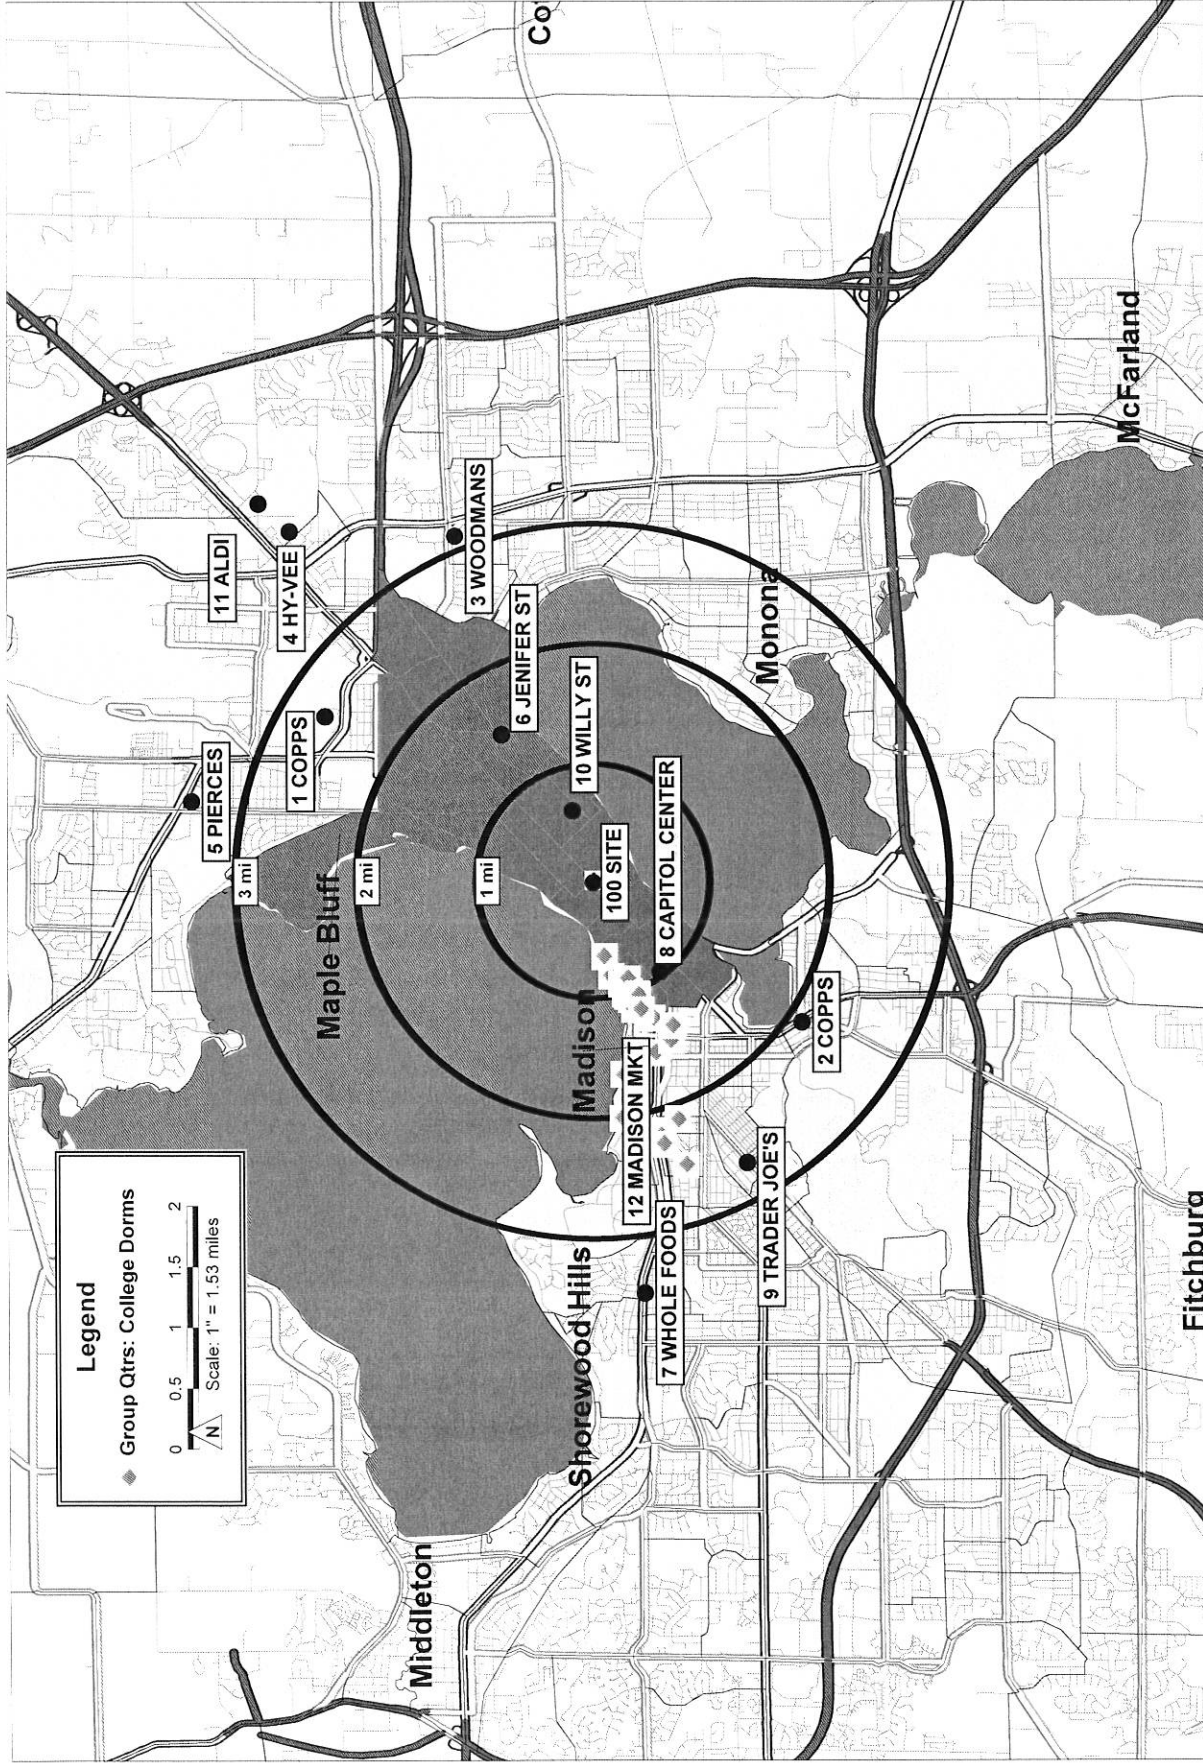 Legend
Group Qtrs: College Dorms
0 0.5 1 1.5 2
N
Scale: 1" = 1.53 miles
5 PIERCES
11 ALDI
4 HY-VEE
1 COPPS
3 mi
Maple Bluff
2 mi
3 WOODMANS
Co
Middleton
6 JENIFER ST
1 mi
10 WILLY ST
Shorewood Hills
Madison
100 SITE
12 MADISON MKT
8 CAPITOL CENTER
7 WHOLE FOODS
9 TRADER JOE'S
Monona
2 COPPS
McFarland
Fitchburg